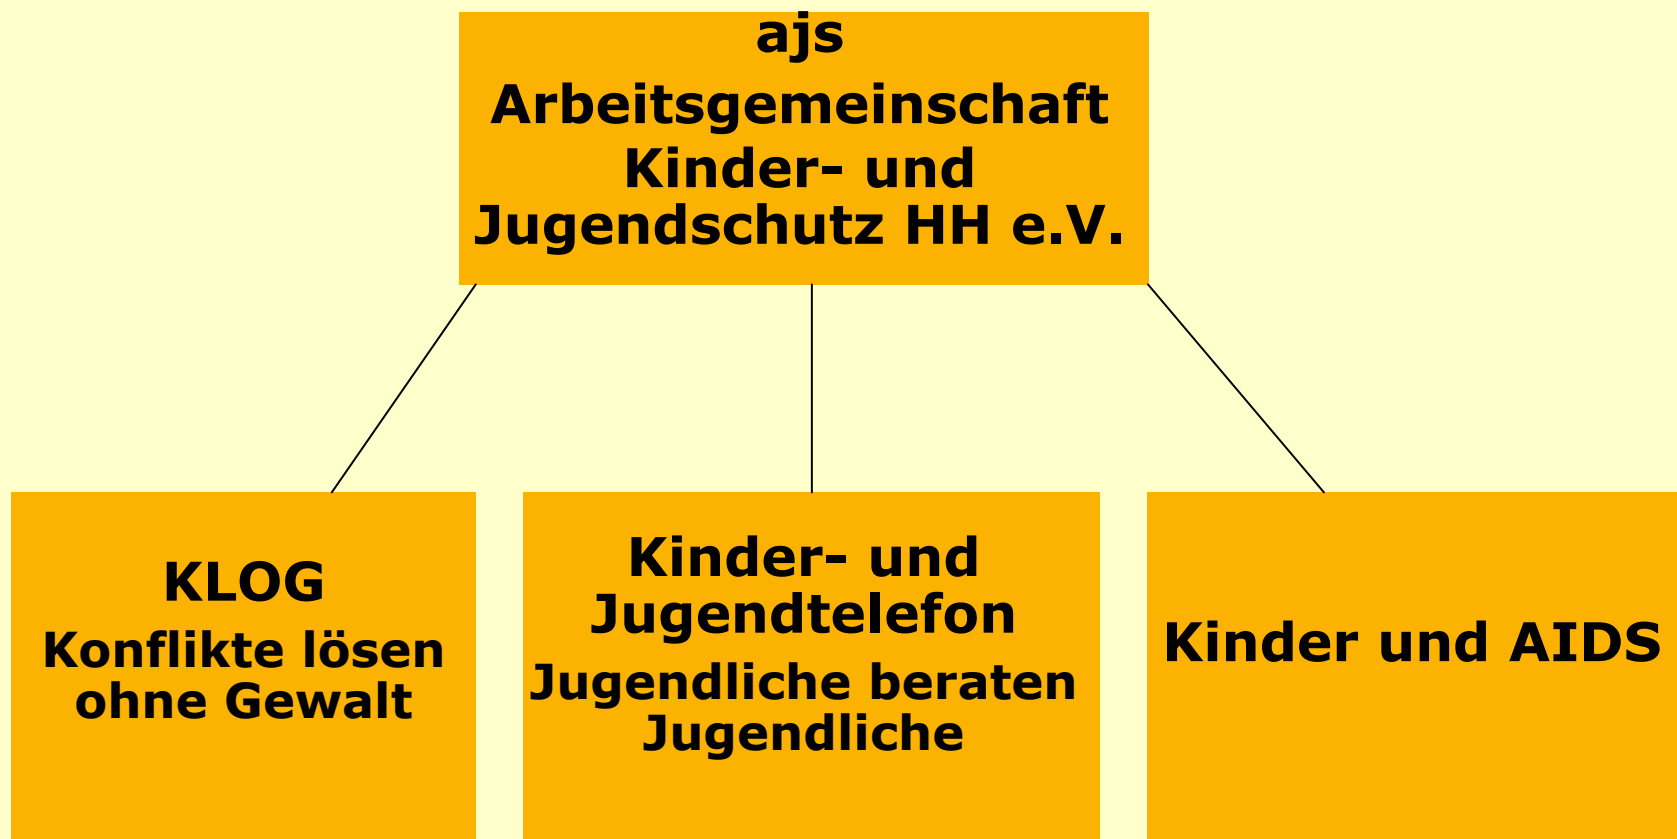 ajs
Arbeitsgemeinschaft
Kinder- und
Jugendschutz HH e.V.
KLOG
Konflikte lösen
ohne Gewalt
Kinder- und
Jugendtelefon
Jugendliche beraten
Jugendliche
Kinder und AIDS